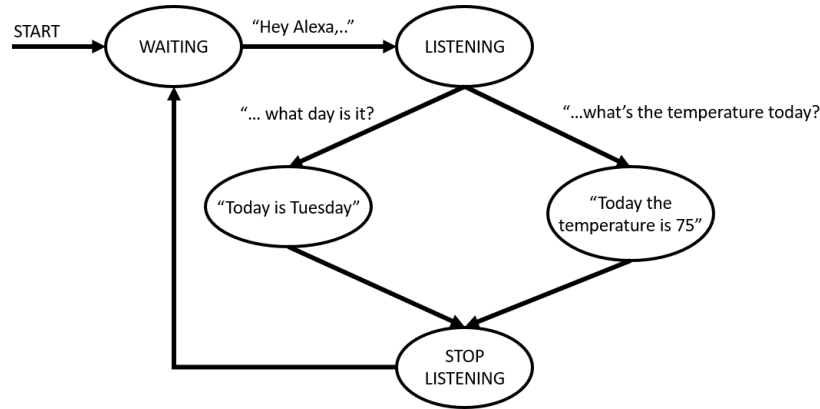 START
WAITING
“Hey Alexa,..”
LISTENING
“... what day is it?
“...what’s the temperature today?
“Today is Tuesday”
“Today the
temperature is 75”
STOP
LISTENING